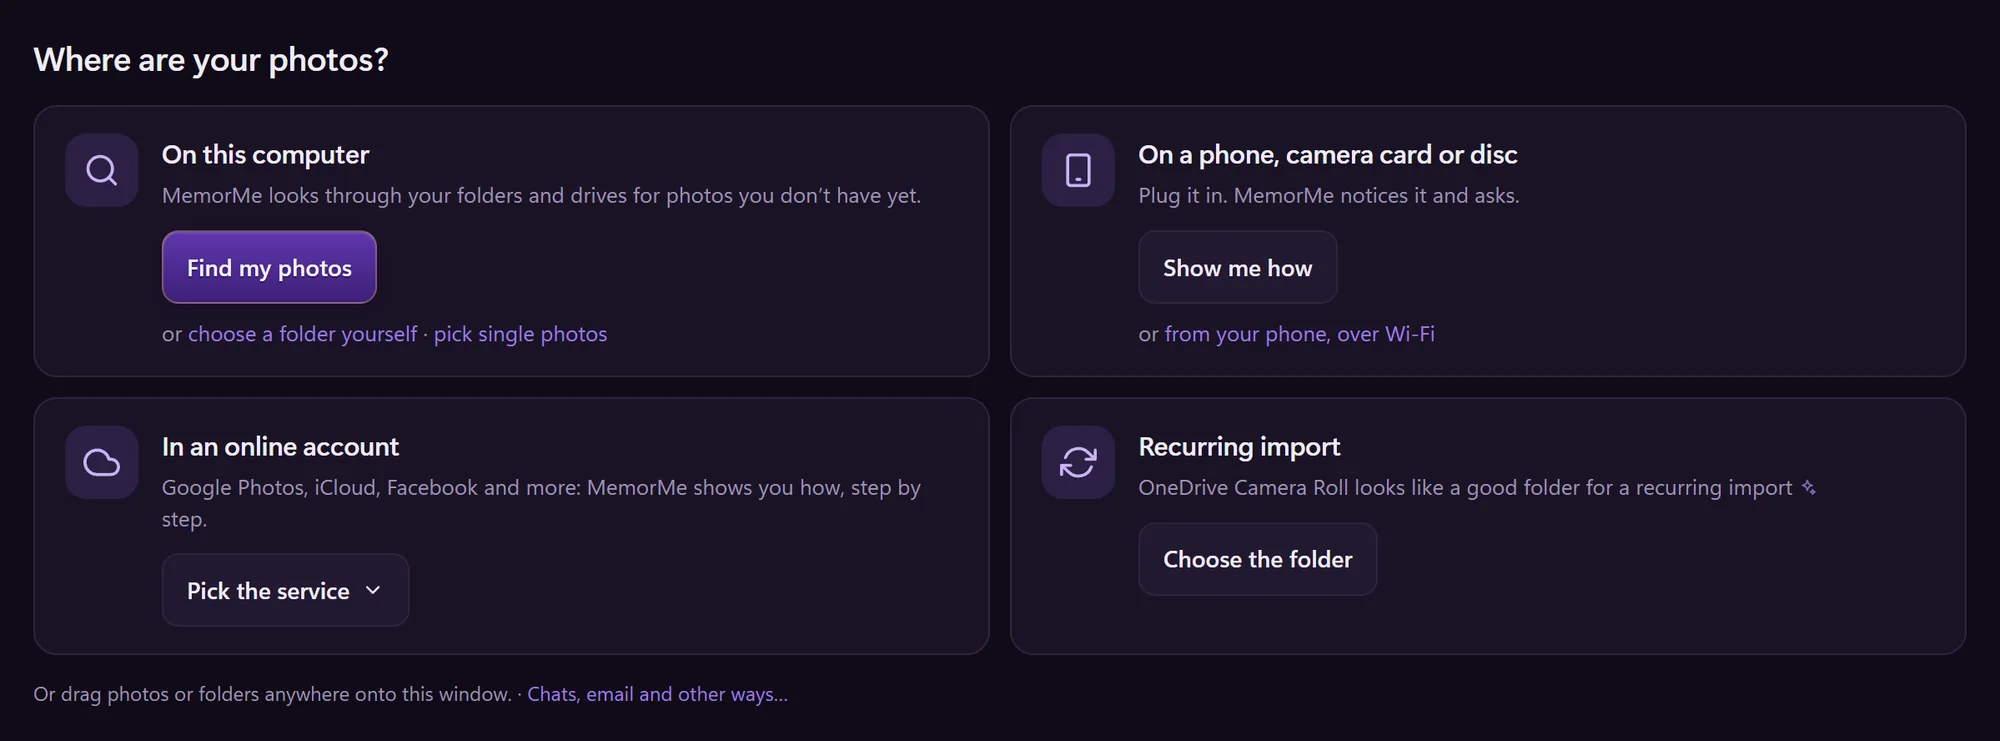 Where are your photos?
On this computer
MemorMe looks through your folders and drives for photos you don’t have yet.
Find my photos
or choose a folder yourself · pick single photos
On a phone, camera card or disc
Plug it in. MemorMe notices it and asks.
Show me how
or from your phone, over Wi-Fi
In an online account
Google Photos, iCloud, Facebook and more: MemorMe shows you how, step by
step.
Pick the service
Recurring import
OneDrive Camera Roll looks like a good folder for a recurring import
Choose the folder
Or drag photos or folders anywhere onto this window. · Chats, email and other ways...